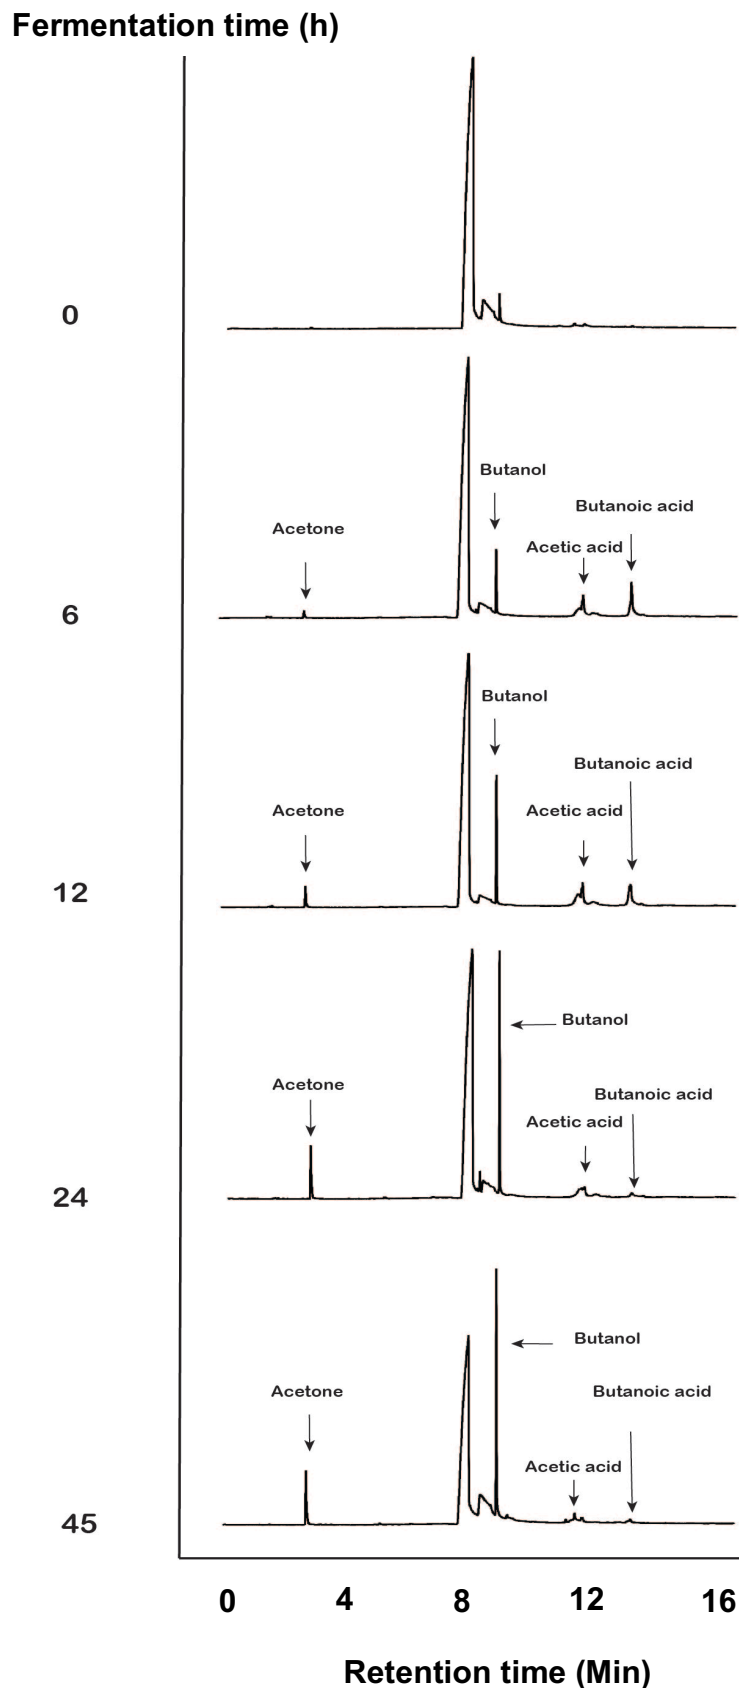 Fermentation time (h)
0
Butanol
Butanoic acid
Acetone
Acetic acid
6
Butanol
Butanoic acid
Acetone
Acetic acid
12
Butanol
Acetone
Butanoic acid
Acetic acid
24
Butanol
Acetone
Butanoic acid
Acetic acid
45
0 4 8 12 16
Retention time (Min)